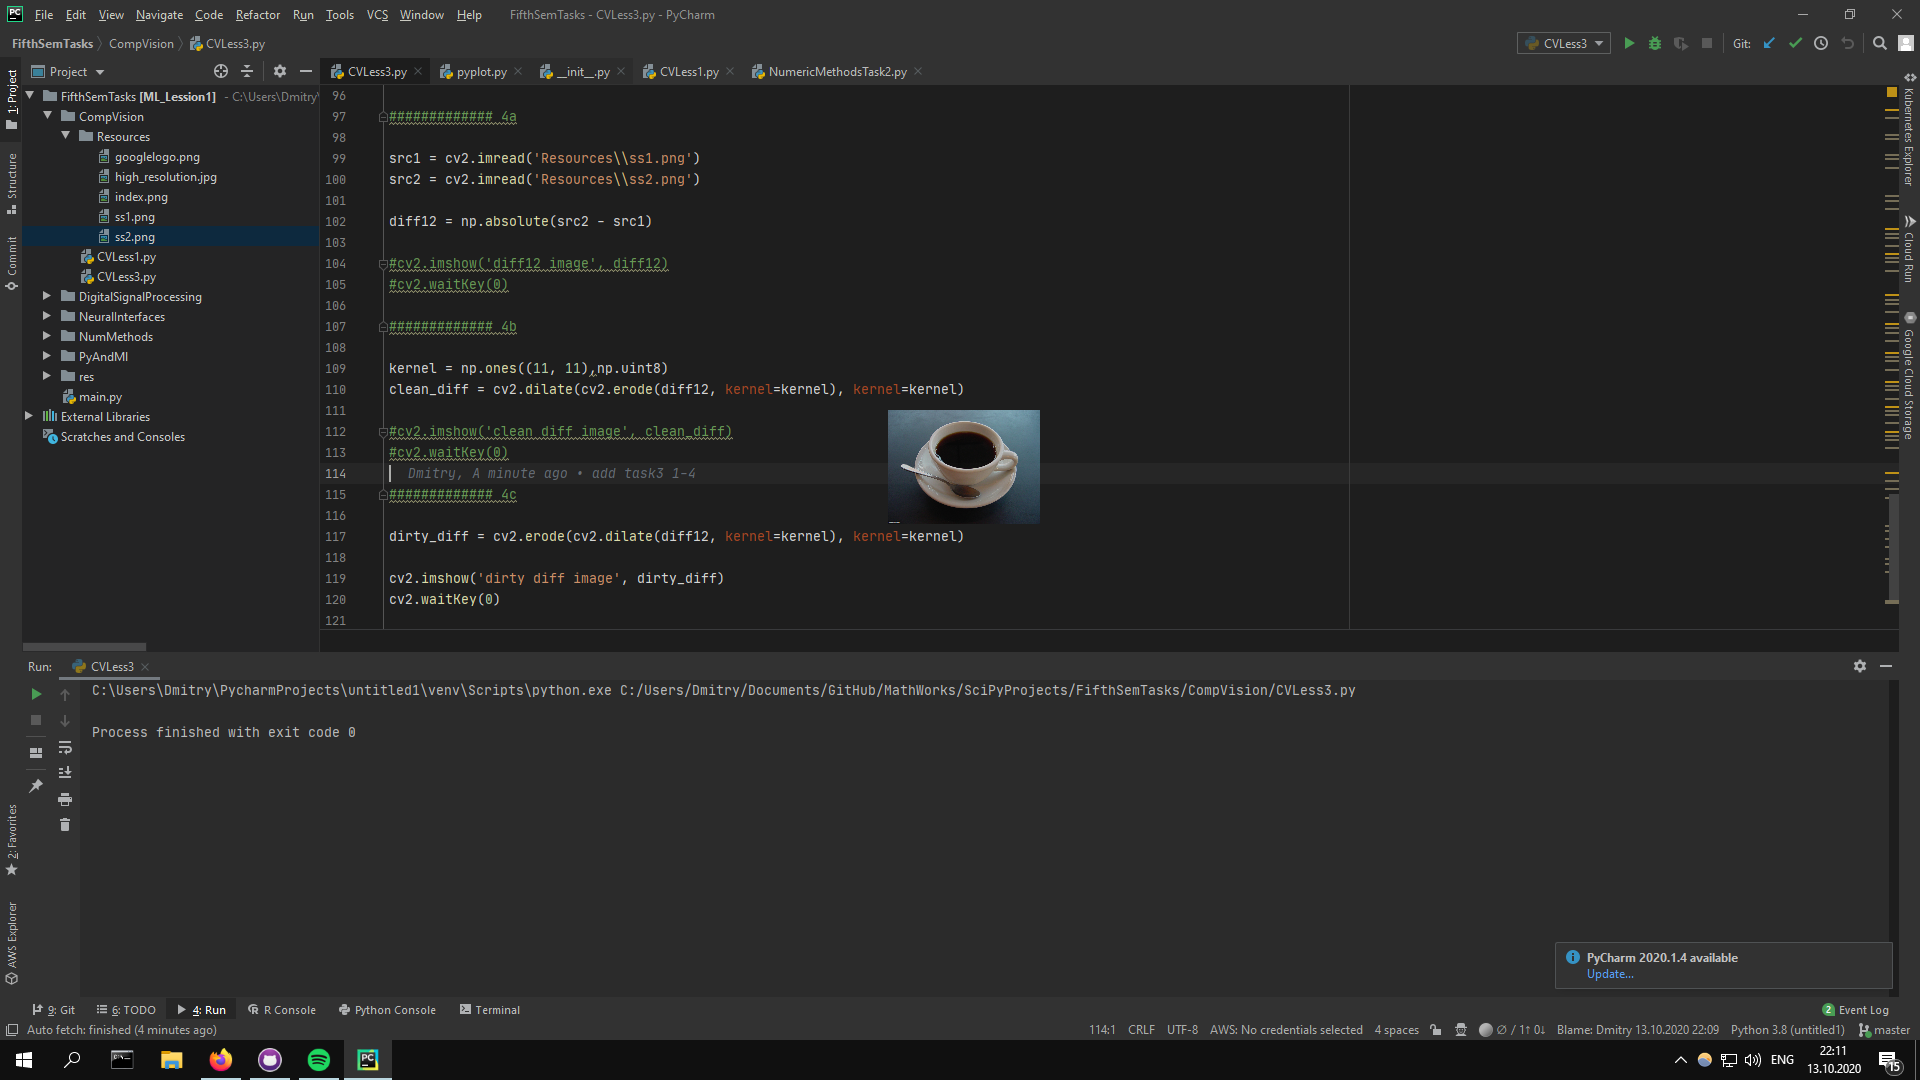 PC File Edit View Navigate Code Refactor Run Tools VCS Window Help FifthSemTasks - CVLess3.py - PyCharm
FifthSemTasks CompVision CVLess3.py CVLess3 Git:
1: Project
Structure
Commit
2: Favorites
AWS Explorer
Project
FifthSemTasks [ML_Lession1] - C:\Users\Dmitry\
CompVision
Resources
googlelogo.png
high_resolution.jpg
index.png
ss1.png
ss2.png
CVLess1.py
CVLess3.py
DigitalSignalProcessing
NeuralInterfaces
NumMethods
PyAndMl
res
main.py
External Libraries
Scratches and Consoles
CVLess3.py pyplot.py __init__.py CVLess1.py NumericMethodsTask2.py
96
97 ############# 4a
98
99 src1 = cv2.imread('Resources\\ss1.png')
100 src2 = cv2.imread('Resources\\ss2.png')
101
102 diff12 = np.absolute(src2 - src1)
103
104 #cv2.imshow('diff12 image', diff12)
105 #cv2.waitKey(0)
106
107 ############# 4b
108
109 kernel = np.ones((11, 11),np.uint8)
110 clean_diff = cv2.dilate(cv2.erode(diff12, kernel=kernel), kernel=kernel)
111
112 #cv2.imshow('clean diff image', clean_diff)
113 #cv2.waitKey(0)
114 Dmitry, A minute ago • add task3 1-4
115 ############# 4c
116
117 dirty_diff = cv2.erode(cv2.dilate(diff12, kernel=kernel), kernel=kernel)
118
119 cv2.imshow('dirty diff image', dirty_diff)
120 cv2.waitKey(0)
121
Kubernetes Explorer
Cloud Run
Google Cloud Storage
Run: CVLess3
C:\Users\Dmitry\PycharmProjects\untitled1\venv\Scripts\python.exe C:/Users/Dmitry/Documents/GitHub/MathWorks/SciPyProjects/FifthSemTasks/CompVision/CVLess3.py
Process finished with exit code 0
PyCharm 2020.1.4 available
Update...
9: Git 6: TODO 4: Run R Console Python Console Terminal 2 Event Log
Auto fetch: finished (4 minutes ago) 114:1 CRLF UTF-8 AWS: No credentials selected 4 spaces ∅ / 1↑ 0↓ Blame: Dmitry 13.10.2020 22:09 Python 3.8 (untitled1) master
PC ENG 22:11 15
13.10.2020